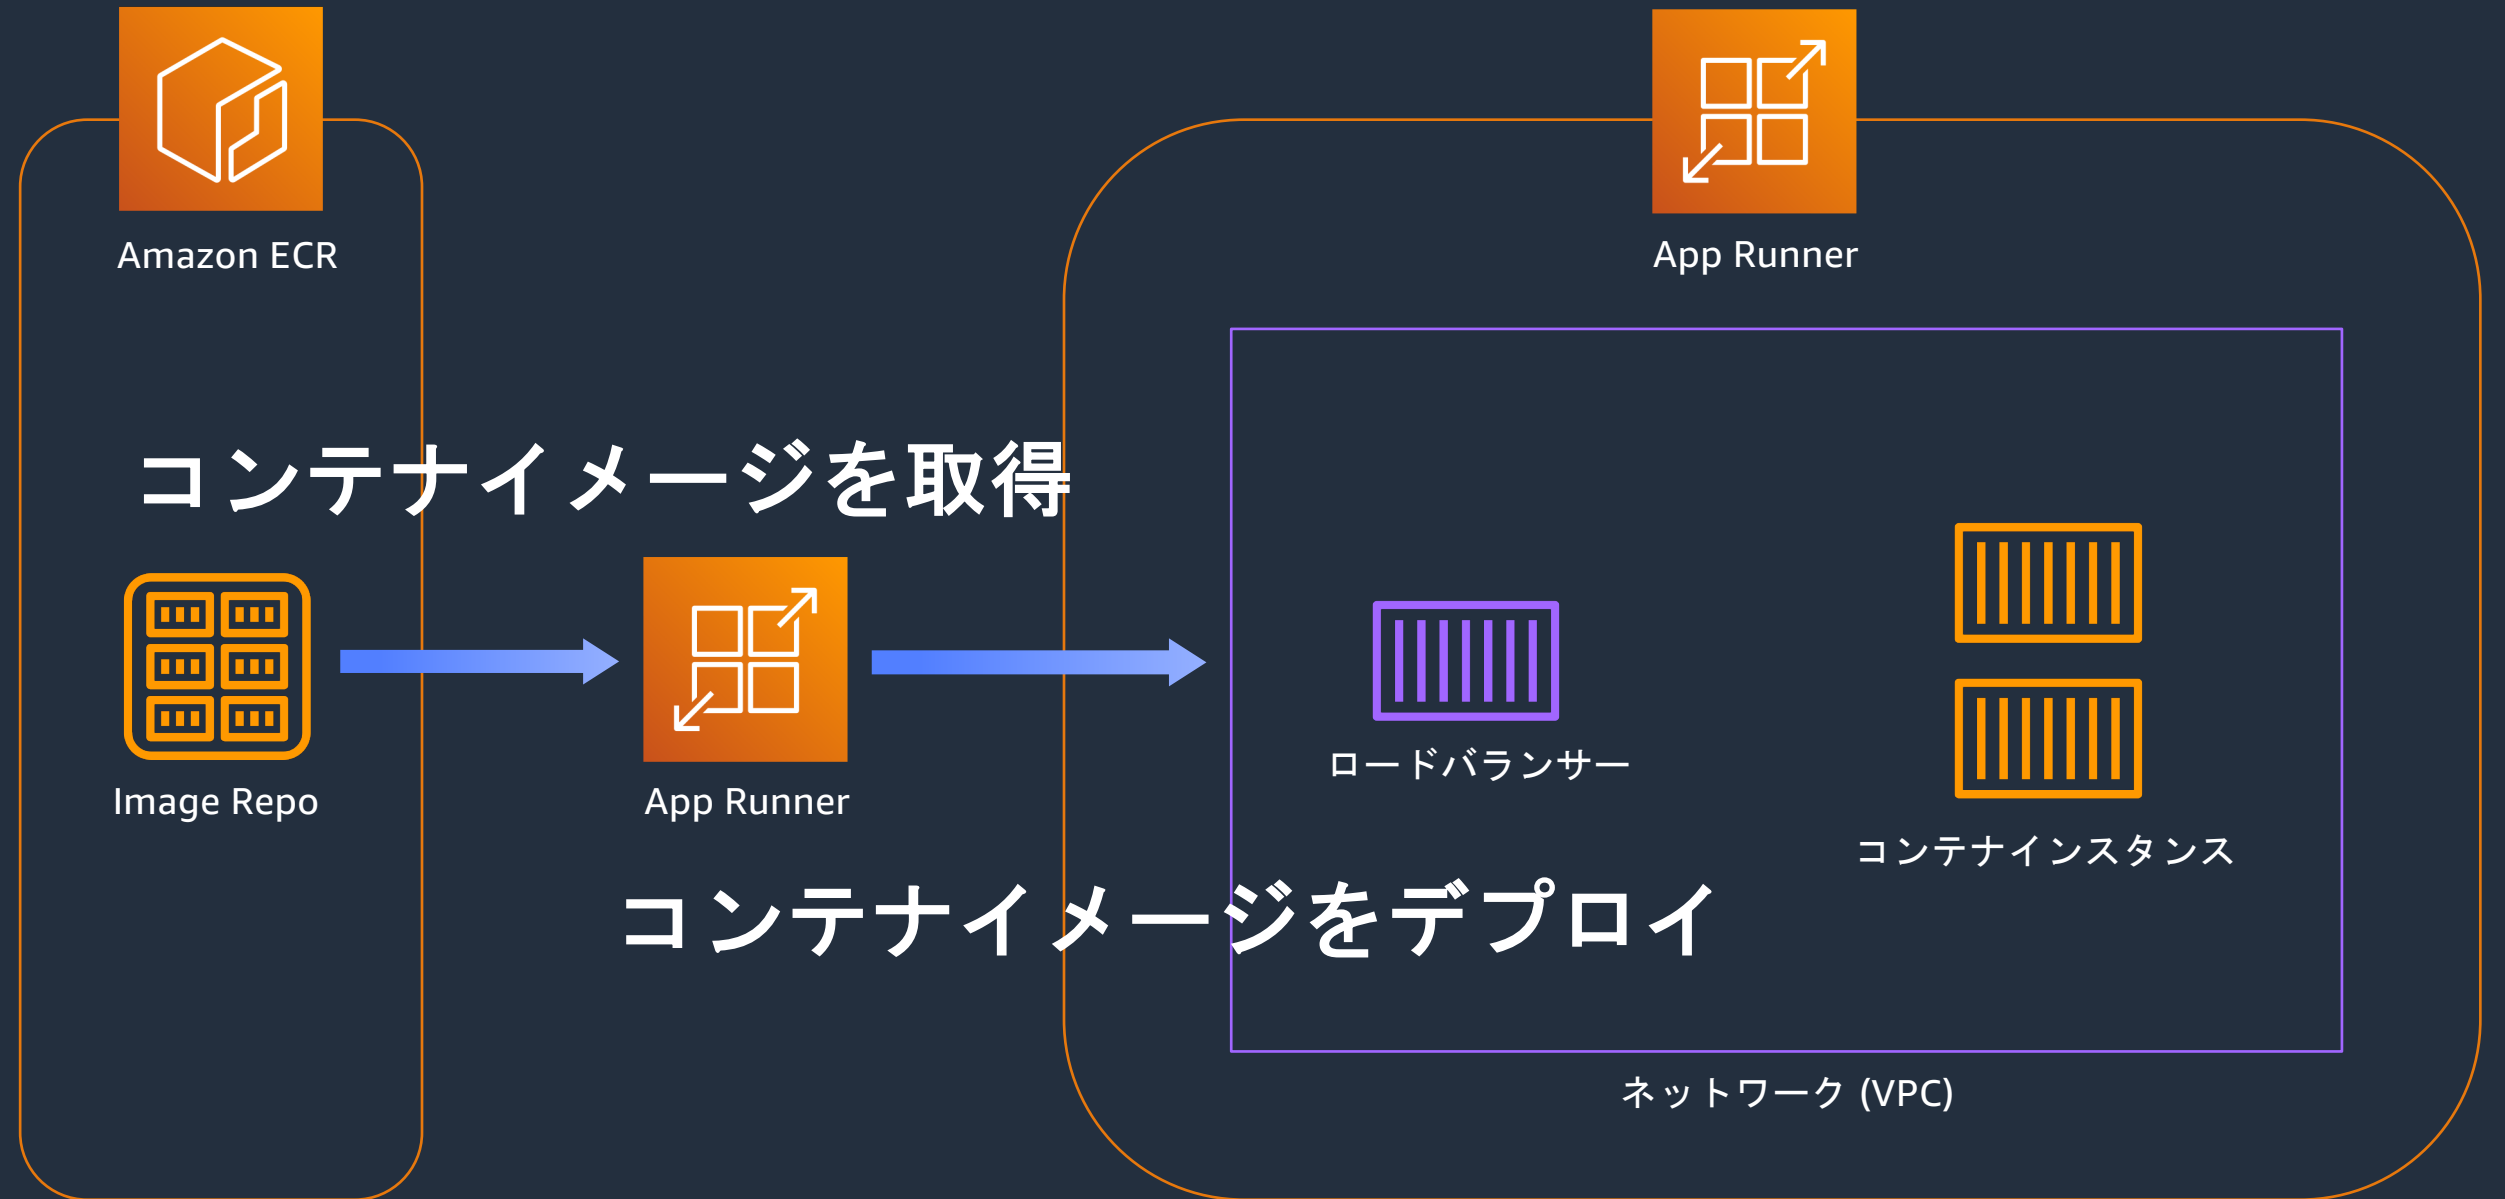 Amazon ECR
App Runner
コンテナイメージを取得
Image Repo
App Runner
ロードバランサー
コンテナインスタンス
コンテナイメージをデプロイ
ネットワーク (VPC)